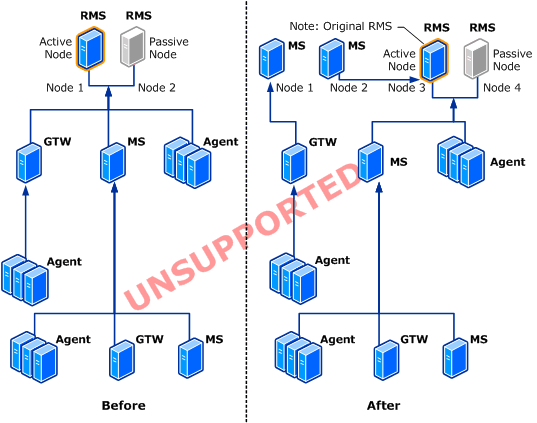 RMS
RMS
Active
Node
Passive
Node
Node 1
Node 2
GTW
MS
Agent
Agent
Agent
GTW
MS
Before
Note: Original RMS
RMS
RMS
MS
MS
Active
Node
Passive
Node
Node 1
Node 2
Node 3
Node 4
GTW
MS
Agent
Agent
Agent
GTW
MS
After
UNSUPPORTED